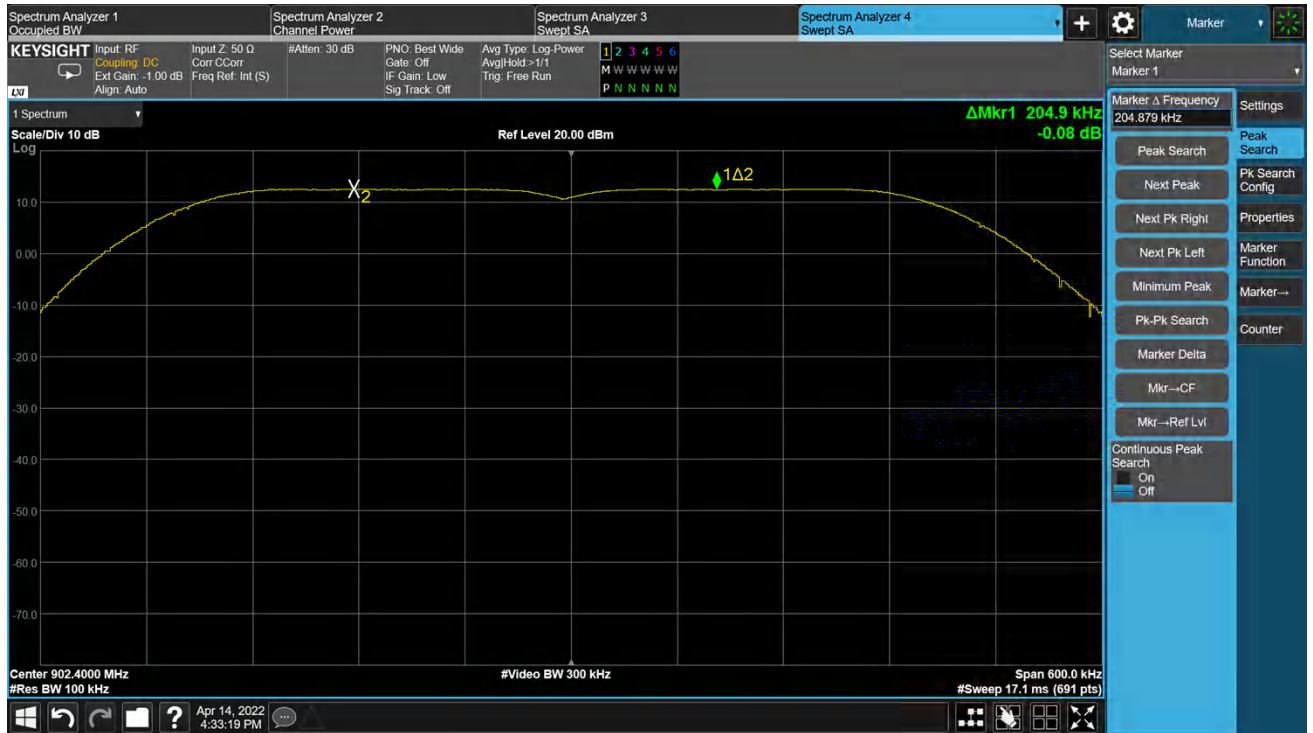 Spectrum Analyzer 1
Occupied BW
Spectrum Analyzer 2
Channel Power
Spectrum Analyzer 3
Swept SA
Spectrum Analyzer 4
Swept SA
Marker
KEYSIGHT
LXI
Input: RF
Coupling: DC
Ext Gain: -1.00 dB
Align: Auto
Input Z: 50 Ω
Corr CCorr
Freq Ref: Int (S)
#Atten: 30 dB
PNO: Best Wide
Gate: Off
IF Gain: Low
Sig Track: Off
Avg Type: Log-Power
Avg|Hold:>1/1
Trig: Free Run
1 2 3 4 5 6
M W W W W W
P N N N N N
Select Marker
Marker 1
1 Spectrum
Scale/Div 10 dB
Log
Ref Level 20.00 dBm
ΔMkr1 204.9 kHz
-0.08 dB
X2
1Δ2
10.0
0.00
-10.0
-20.0
-30.0
-40.0
-50.0
-60.0
-70.0
Center 902.4000 MHz
#Res BW 100 kHz
#Video BW 300 kHz
Span 600.0 kHz
#Sweep 17.1 ms (691 pts)
Marker Δ Frequency
204.879 kHz
Peak Search
Next Peak
Next Pk Right
Next Pk Left
Minimum Peak
Pk-Pk Search
Marker Delta
Mkr→CF
Mkr→Ref Lvl
Continuous Peak
Search
On
Off
Settings
Peak
Search
Pk Search
Config
Properties
Marker
Function
Marker→
Counter
?
Apr 14, 2022
4:33:19 PM